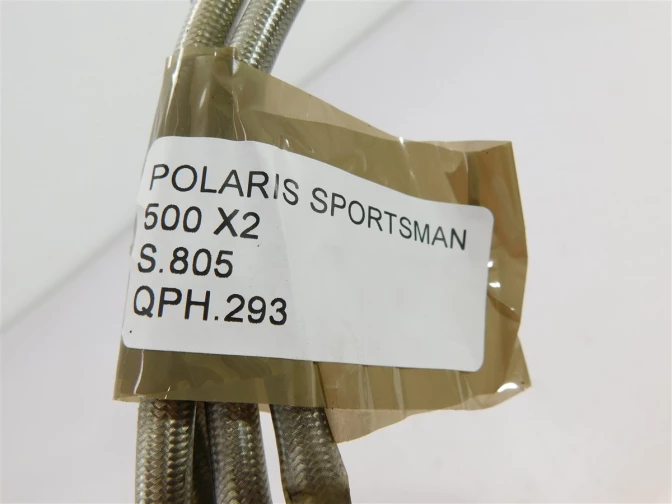 POLARIS SPORTSMAN
500 X2
S.805
QPH.293